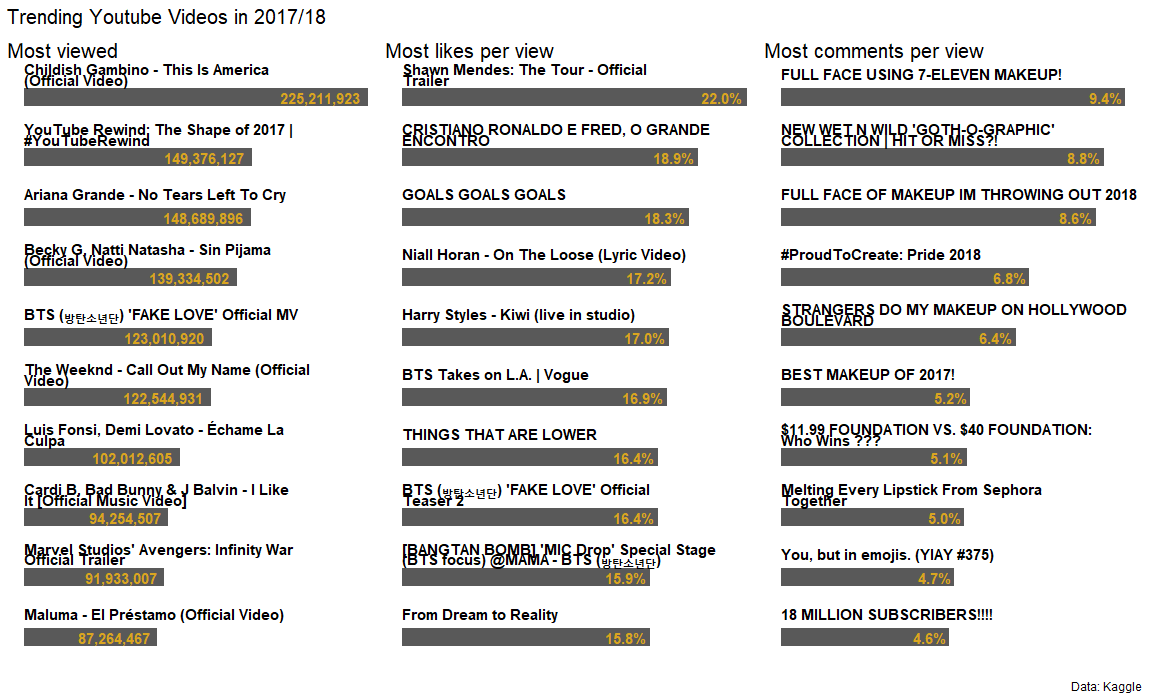 Trending Youtube Videos in 2017/18
Most viewed
Childish Gambino - This Is America
(Official Video)
225,211,923
YouTube Rewind: The Shape of 2017 |
#YouTubeRewind
149,376,127
Ariana Grande - No Tears Left To Cry
148,689,896
Becky G, Natti Natasha - Sin Pijama
(Official Video)
139,334,502
BTS (방탄소년단) 'FAKE LOVE' Official MV
123,010,920
The Weeknd - Call Out My Name (Official
Video)
122,544,931
Luis Fonsi, Demi Lovato - Échame La
Culpa
102,012,605
Cardi B, Bad Bunny & J Balvin - I Like
It [Official Music Video]
94,254,507
Marvel Studios' Avengers: Infinity War
Official Trailer
91,933,007
Maluma - El Préstamo (Official Video)
87,264,467
Most likes per view
Shawn Mendes: The Tour - Official
Trailer
22.0%
CRISTIANO RONALDO E FRED, O GRANDE
ENCONTRO
18.9%
GOALS GOALS GOALS
18.3%
Niall Horan - On The Loose (Lyric Video)
17.2%
Harry Styles - Kiwi (live in studio)
17.0%
BTS Takes on L.A. | Vogue
16.9%
THINGS THAT ARE LOWER
16.4%
BTS (방탄소년단) 'FAKE LOVE' Official
Teaser 2
16.4%
[BANGTAN BOMB] 'MIC Drop' Special Stage
(BTS focus) @MAMA - BTS (방탄소년단)
15.9%
From Dream to Reality
15.8%
Most comments per view
FULL FACE USING 7-ELEVEN MAKEUP!
9.4%
NEW WET N WILD 'GOTH-O-GRAPHIC'
COLLECTION | HIT OR MISS?!
8.8%
FULL FACE OF MAKEUP IM THROWING OUT 2018
8.6%
#ProudToCreate: Pride 2018
6.8%
STRANGERS DO MY MAKEUP ON HOLLYWOOD
BOULEVARD
6.4%
BEST MAKEUP OF 2017!
5.2%
$11.99 FOUNDATION VS. $40 FOUNDATION:
Who Wins ???
5.1%
Melting Every Lipstick From Sephora
Together
5.0%
You, but in emojis. (YIAY #375)
4.7%
18 MILLION SUBSCRIBERS!!!!
4.6%
Data: Kaggle